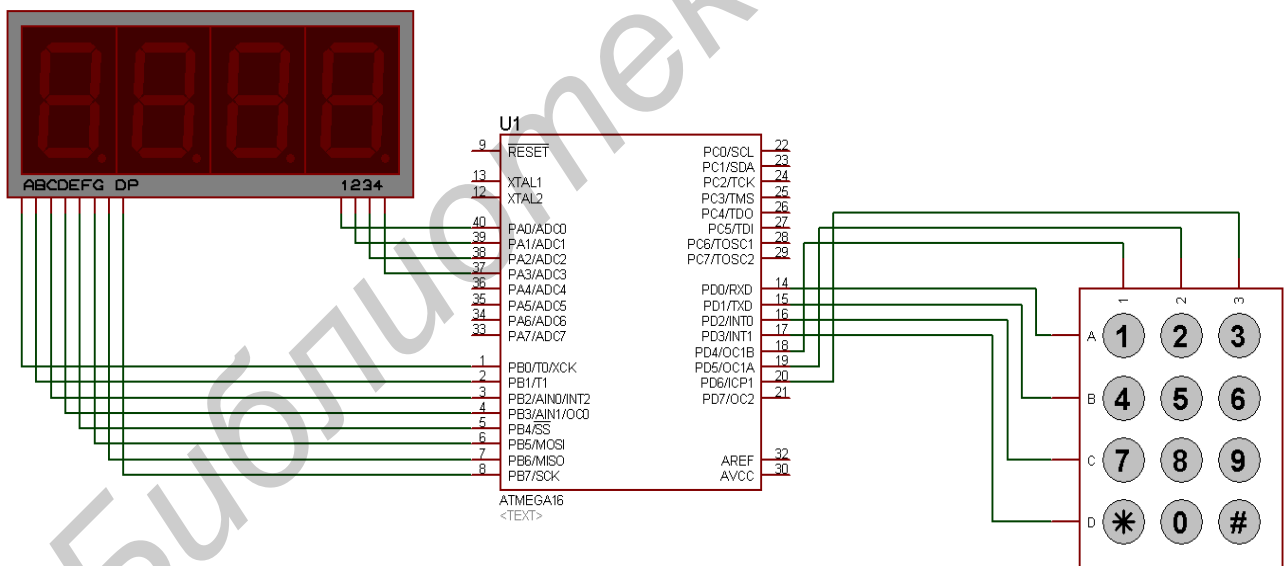 Библиотек
ABCDEFG DP
1234
U1
9 RESET
13 XTAL1
12 XTAL2
40 PA0/ADC0
39 PA1/ADC1
38 PA2/ADC2
37 PA3/ADC3
36 PA4/ADC4
35 PA5/ADC5
34 PA6/ADC6
33 PA7/ADC7
1 PB0/T0/XCK
2 PB1/T1
3 PB2/AIN0/INT2
4 PB3/AIN1/OC0
5 PB4/SS
6 PB5/MOSI
7 PB6/MISO
8 PB7/SCK
PC0/SCL 22
PC1/SDA 23
PC2/TCK 24
PC3/TMS 25
PC4/TDO 26
PC5/TDI 27
PC6/TOSC1 28
PC7/TOSC2 29
PD0/RXD 14
PD1/TXD 15
PD2/INT0 16
PD3/INT1 17
PD4/OC1B 18
PD5/OC1A 19
PD6/ICP1 20
PD7/OC2 21
AREF 32
AVCC 30
ATMEGA16
<TEXT>
1 2 3
A 1 2 3
B 4 5 6
C 7 8 9
D * 0 #